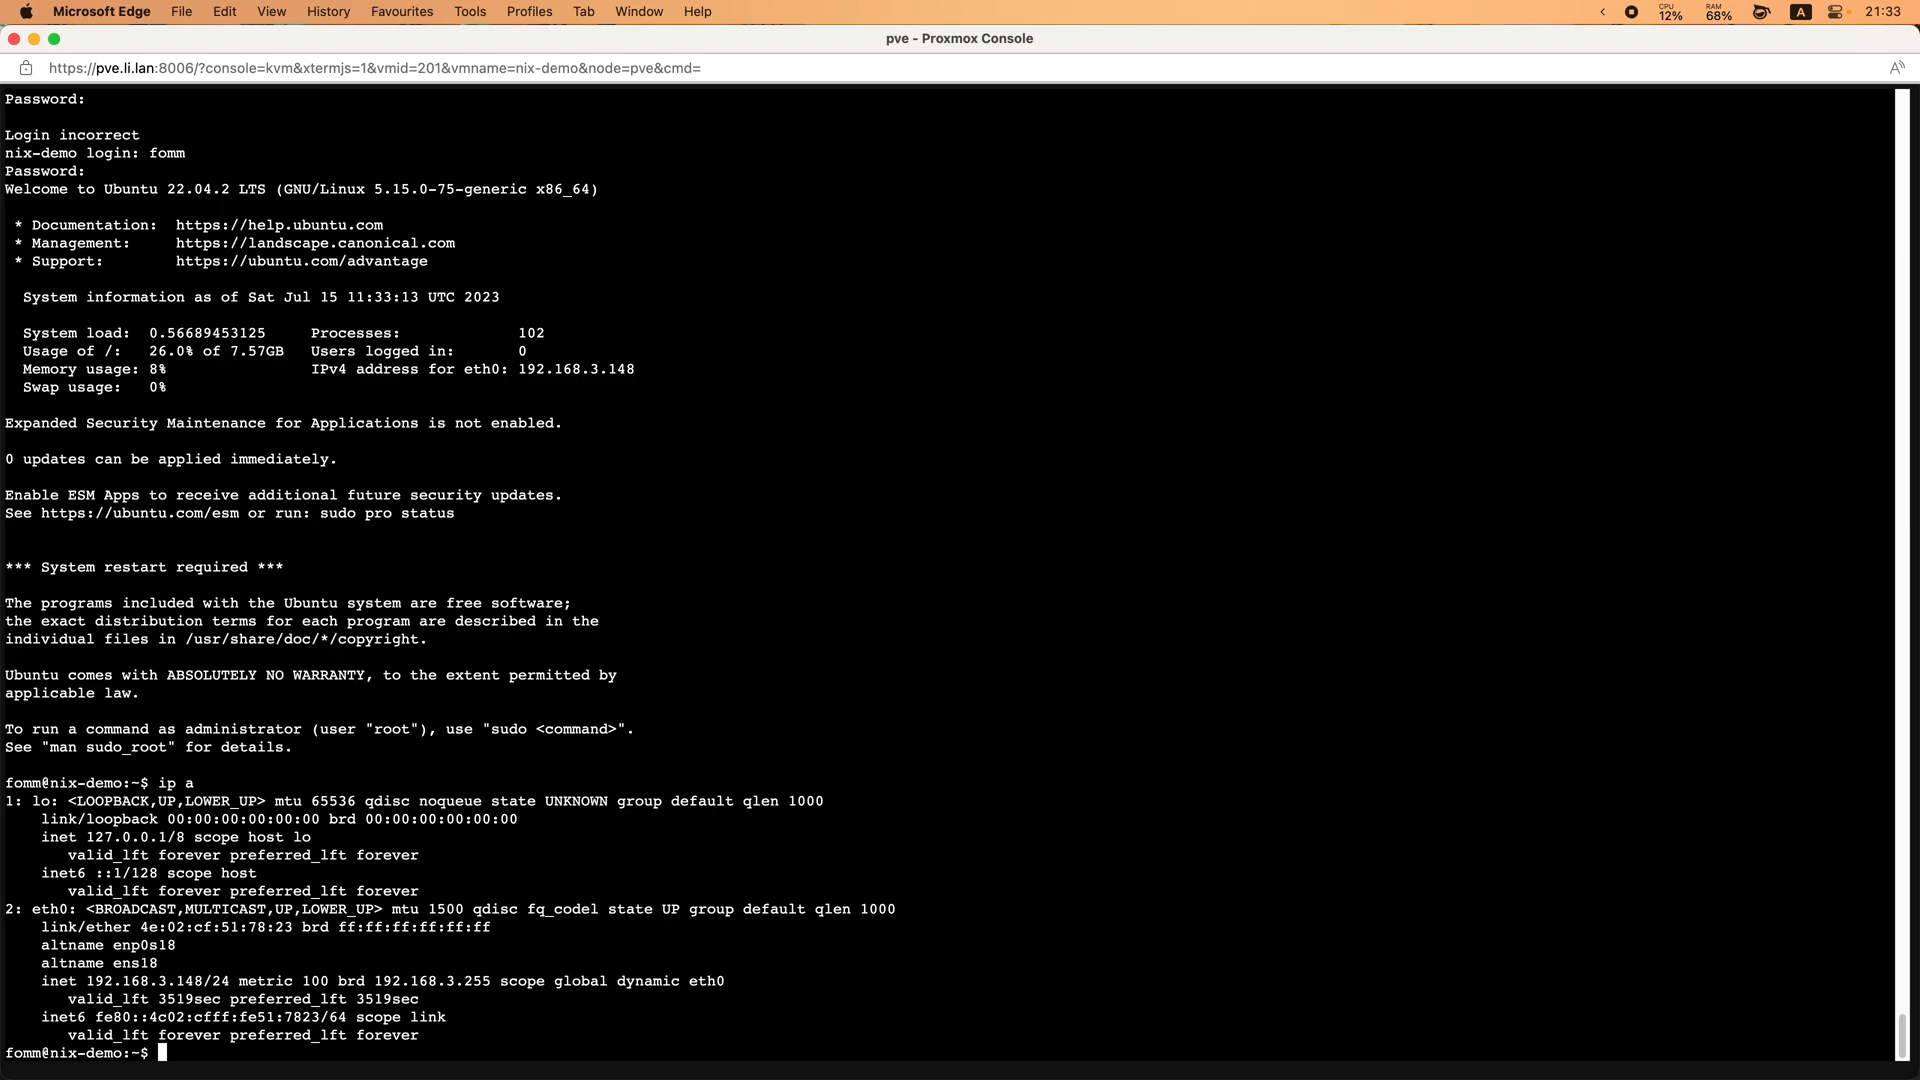 Microsoft Edge File Edit View History Favourites Tools Profiles Tab Window Help CPU 12% RAM 68% A 21:33
pve - Proxmox Console
https://pve.li.lan:8006/?console=kvm&xtermjs=1&vmid=201&vmname=nix-demo&node=pve&cmd= A
Password:
Login incorrect
nix-demo login: fomm
Password:
Welcome to Ubuntu 22.04.2 LTS (GNU/Linux 5.15.0-75-generic x86_64)
* Documentation: https://help.ubuntu.com
* Management: https://landscape.canonical.com
* Support: https://ubuntu.com/advantage
System information as of Sat Jul 15 11:33:13 UTC 2023
System load: 0.56689453125 Processes: 102
Usage of /: 26.0% of 7.57GB Users logged in: 0
Memory usage: 8% IPv4 address for eth0: 192.168.3.148
Swap usage: 0%
Expanded Security Maintenance for Applications is not enabled.
0 updates can be applied immediately.
Enable ESM Apps to receive additional future security updates.
See https://ubuntu.com/esm or run: sudo pro status
*** System restart required ***
The programs included with the Ubuntu system are free software;
the exact distribution terms for each program are described in the
individual files in /usr/share/doc/*/copyright.
Ubuntu comes with ABSOLUTELY NO WARRANTY, to the extent permitted by
applicable law.
To run a command as administrator (user "root"), use "sudo <command>".
See "man sudo_root" for details.
fomm@nix-demo:~$ ip a
1: lo: <LOOPBACK,UP,LOWER_UP> mtu 65536 qdisc noqueue state UNKNOWN group default qlen 1000
link/loopback 00:00:00:00:00:00 brd 00:00:00:00:00:00
inet 127.0.0.1/8 scope host lo
valid_lft forever preferred_lft forever
inet6 ::1/128 scope host
valid_lft forever preferred_lft forever
2: eth0: <BROADCAST,MULTICAST,UP,LOWER_UP> mtu 1500 qdisc fq_codel state UP group default qlen 1000
link/ether 4e:02:cf:51:78:23 brd ff:ff:ff:ff:ff:ff
altname enp0s18
altname ens18
inet 192.168.3.148/24 metric 100 brd 192.168.3.255 scope global dynamic eth0
valid_lft 3519sec preferred_lft 3519sec
inet6 fe80::4c02:cfff:fe51:7823/64 scope link
valid_lft forever preferred_lft forever
fomm@nix-demo:~$